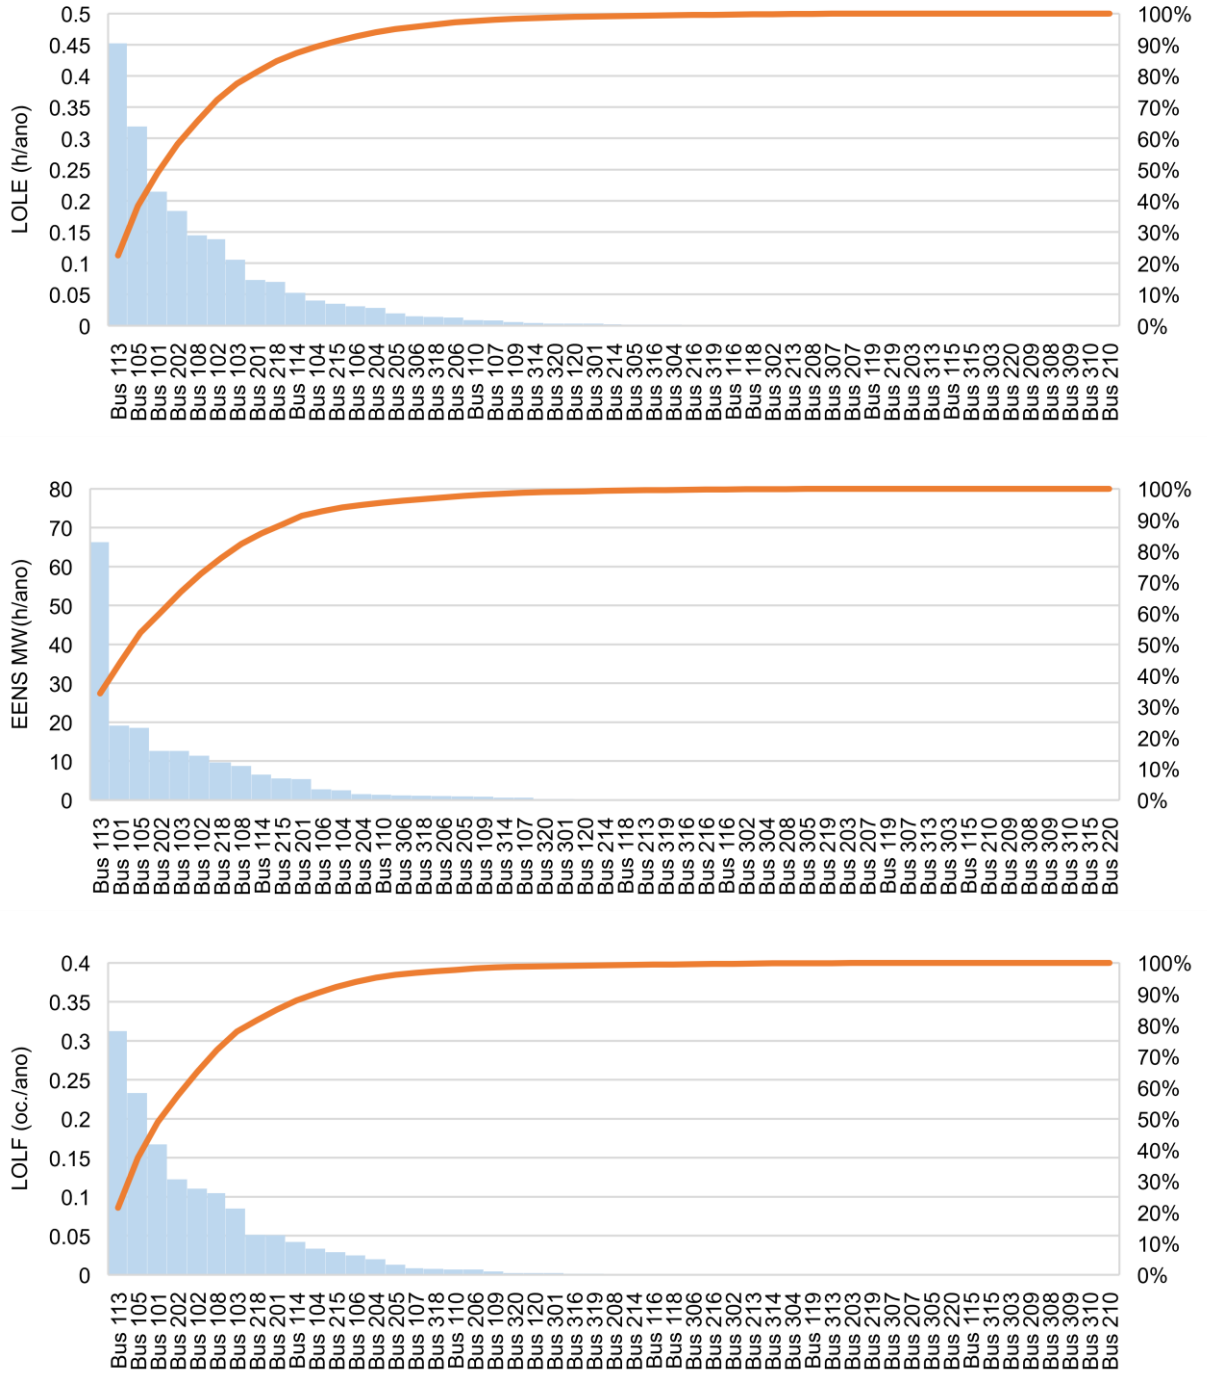 LOLE (h/ano)
0.5
0.45
0.4
0.35
0.3
0.25
0.2
0.15
0.1
0.05
0
100%
90%
80%
70%
60%
50%
40%
30%
20%
10%
0%
Bus 113
Bus 105
Bus 101
Bus 202
Bus 108
Bus 102
Bus 103
Bus 201
Bus 218
Bus 114
Bus 104
Bus 215
Bus 106
Bus 204
Bus 205
Bus 306
Bus 318
Bus 206
Bus 110
Bus 107
Bus 109
Bus 314
Bus 320
Bus 120
Bus 301
Bus 214
Bus 305
Bus 316
Bus 304
Bus 216
Bus 319
Bus 116
Bus 118
Bus 302
Bus 213
Bus 208
Bus 307
Bus 207
Bus 119
Bus 219
Bus 203
Bus 313
Bus 115
Bus 315
Bus 303
Bus 220
Bus 209
Bus 308
Bus 309
Bus 310
Bus 210
EENS MW(h/ano)
80
70
60
50
40
30
20
10
0
100%
90%
80%
70%
60%
50%
40%
30%
20%
10%
0%
Bus 113
Bus 101
Bus 105
Bus 202
Bus 103
Bus 102
Bus 218
Bus 108
Bus 114
Bus 215
Bus 201
Bus 106
Bus 104
Bus 204
Bus 110
Bus 306
Bus 318
Bus 206
Bus 205
Bus 109
Bus 314
Bus 107
Bus 320
Bus 301
Bus 120
Bus 214
Bus 118
Bus 213
Bus 319
Bus 316
Bus 216
Bus 116
Bus 302
Bus 304
Bus 208
Bus 305
Bus 219
Bus 203
Bus 207
Bus 119
Bus 307
Bus 313
Bus 303
Bus 115
Bus 210
Bus 209
Bus 308
Bus 309
Bus 310
Bus 315
Bus 220
LOLF (oc./ano)
0.4
0.35
0.3
0.25
0.2
0.15
0.1
0.05
0
100%
90%
80%
70%
60%
50%
40%
30%
20%
10%
0%
Bus 113
Bus 105
Bus 101
Bus 202
Bus 102
Bus 108
Bus 103
Bus 218
Bus 201
Bus 114
Bus 104
Bus 215
Bus 106
Bus 204
Bus 205
Bus 107
Bus 318
Bus 110
Bus 206
Bus 109
Bus 320
Bus 120
Bus 301
Bus 316
Bus 319
Bus 208
Bus 214
Bus 116
Bus 118
Bus 306
Bus 216
Bus 302
Bus 213
Bus 314
Bus 304
Bus 119
Bus 313
Bus 203
Bus 219
Bus 307
Bus 207
Bus 305
Bus 220
Bus 115
Bus 315
Bus 303
Bus 209
Bus 308
Bus 309
Bus 310
Bus 210